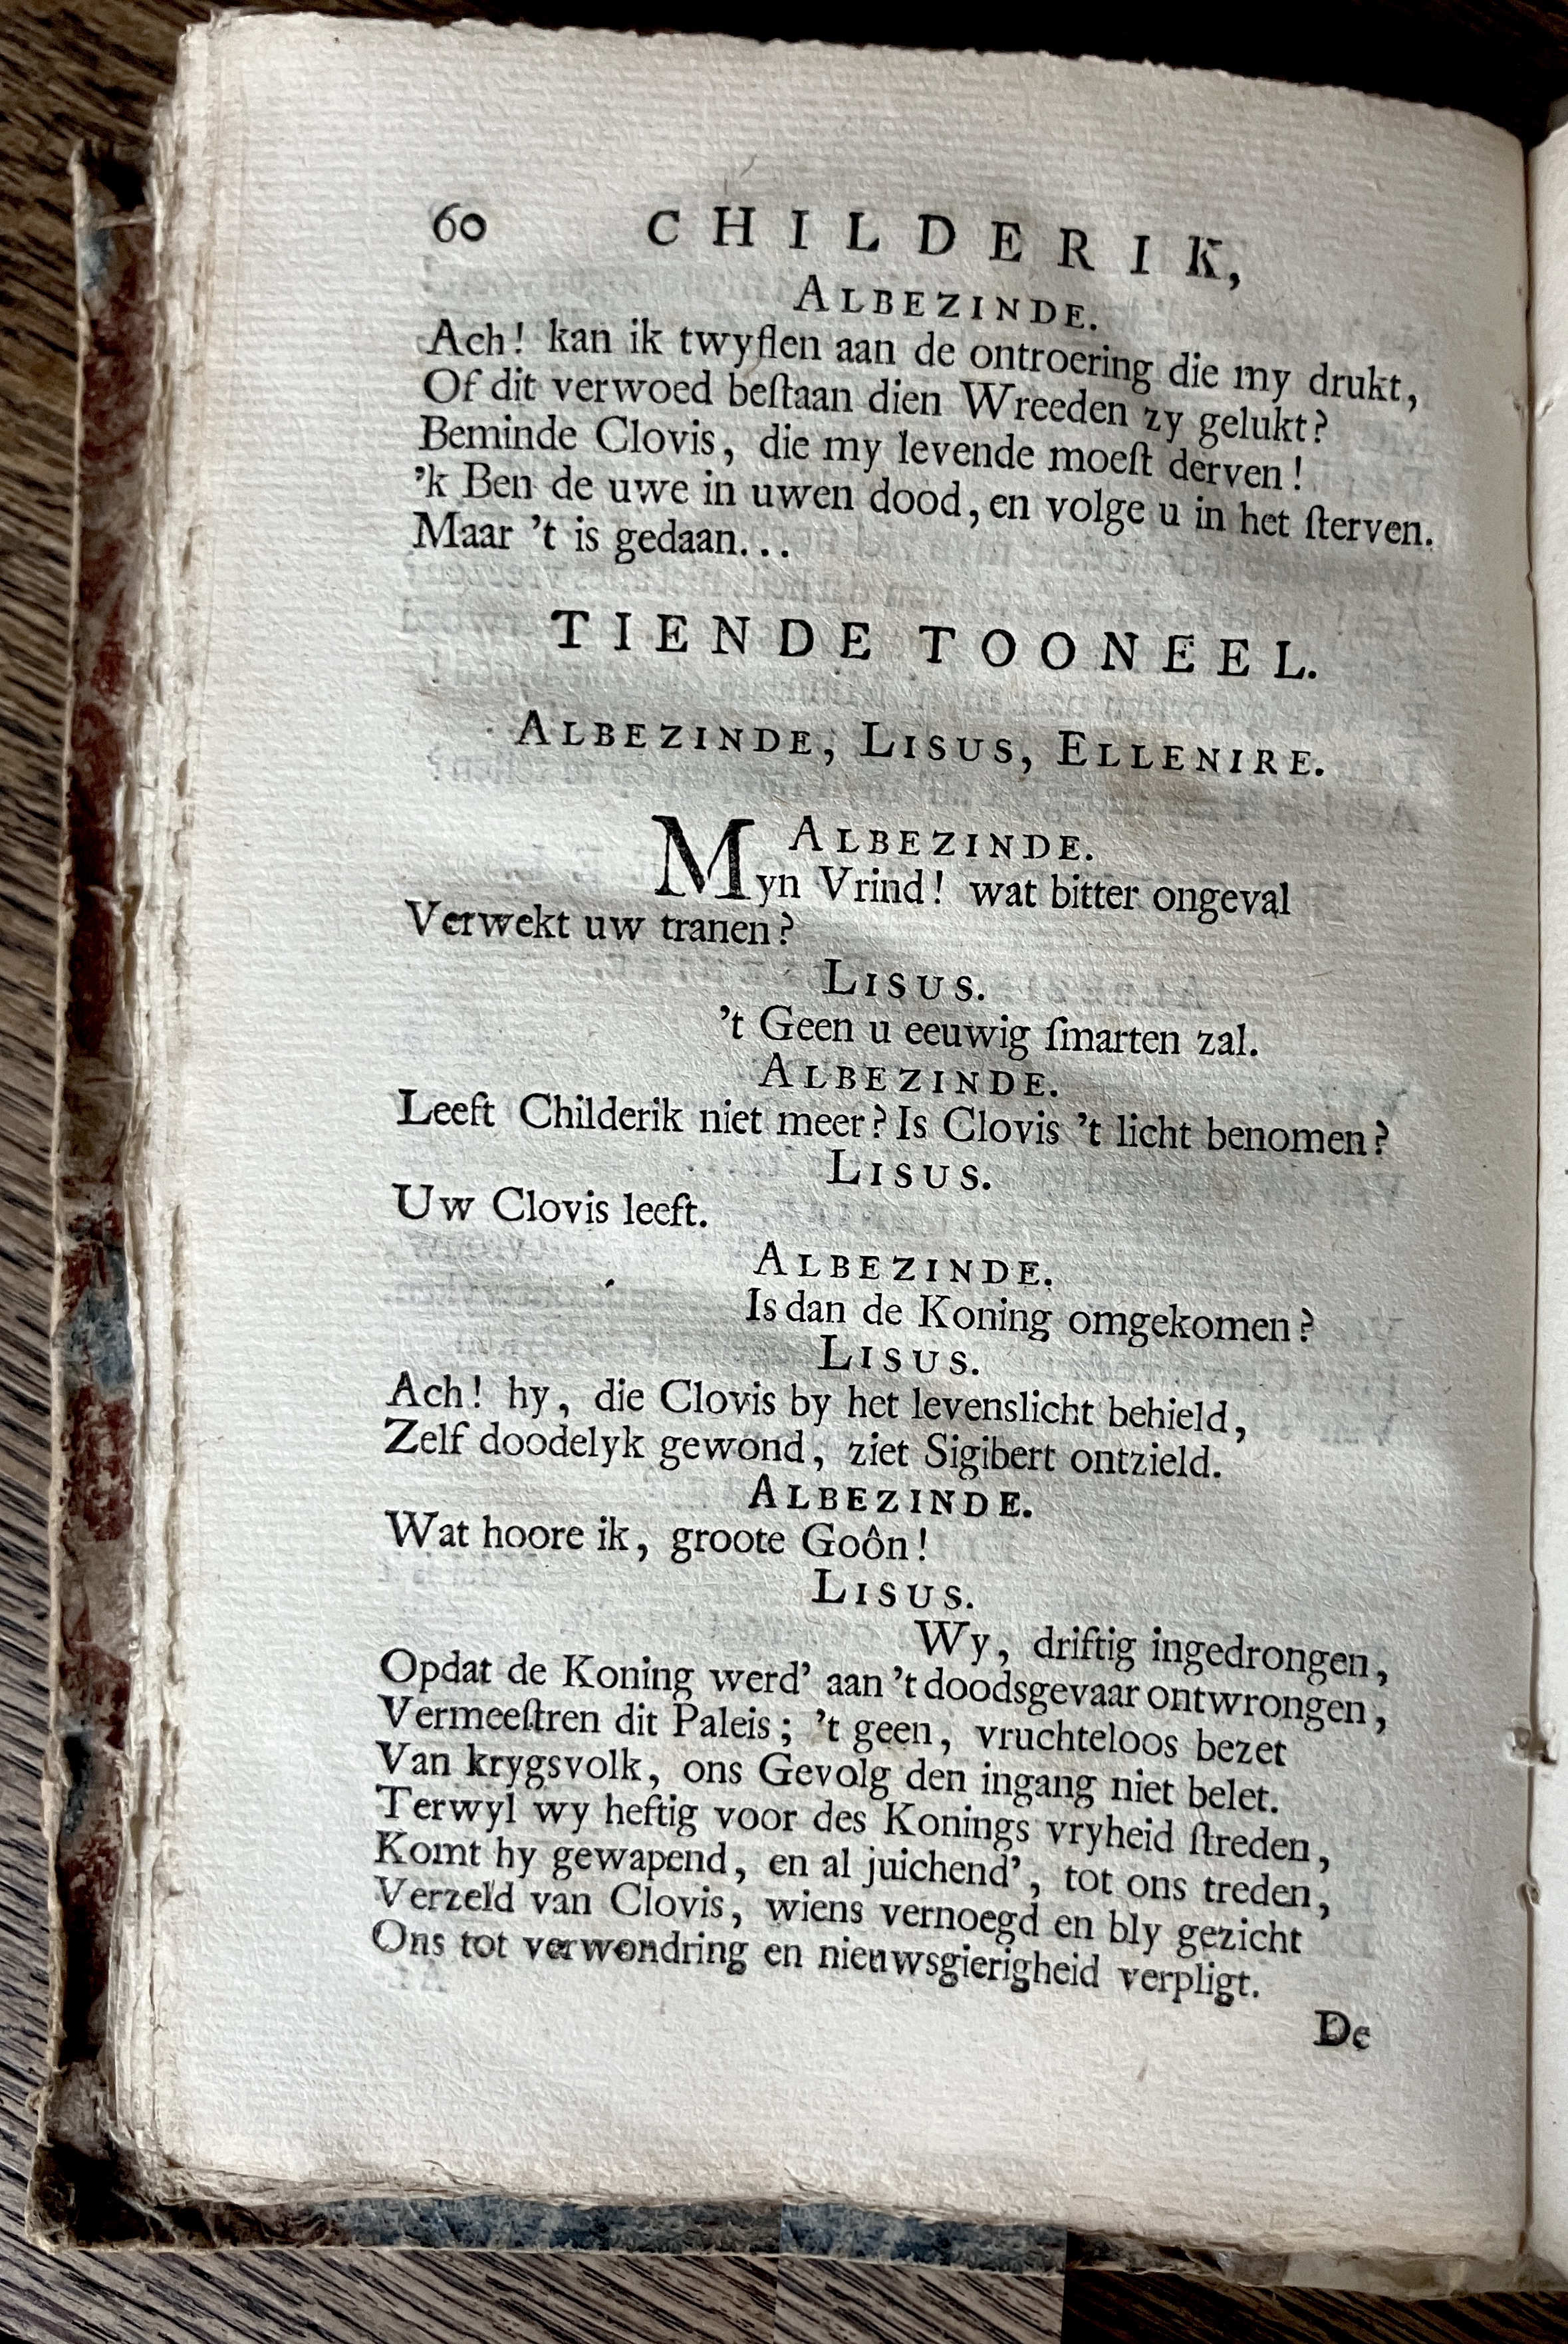 60 CHILDERIK,
ALBEZINDE.
Ach! kan ik twyflen aan de ontroering die my drukt,
Of dit verwoed beſtaan dien Wreeden zy gelukt?
Beminde Clovis, die my levende moeſt derven!
'k Ben de uwe in uwen dood, en volge u in het ſterven.
Maar 't is gedaan...
TIENDE TOONEEL.
ALBEZINDE, LISUS, ELLENIRE.
ALBEZINDE.
Myn Vrind! wat bitter ongeval
Verwekt uw tranen?
LISUS.
't Geen u eeuwig ſmarten zal.
ALBEZINDE.
Leeft Childerik niet meer? Is Clovis 't licht benomen?
LISUS.
Uw Clovis leeft.
ALBEZINDE.
Is dan de Koning omgekomen?
LISUS.
Ach! hy, die Clovis by het levenslicht behield,
Zelf doodelyk gewond, ziet Sigibert ontzield.
ALBEZINDE.
Wat hoore ik, groote Goôn!
LISUS.
Wy, driftig ingedrongen,
Opdat de Koning werd' aan 't doodsgevaar ontwrongen,
Vermeeſtren dit Paleis; 't geen, vruchteloos bezet
Van krygsvolk, ons Gevolg den ingang niet belet.
Terwyl wy heftig voor des Konings vryheid ſtreden,
Komt hy gewapend, en al juichend', tot ons treden,
Verzeld van Clovis, wiens vernoegd en bly gezicht
Ons tot verwondring en nieuwsgierigheid verpligt.
De